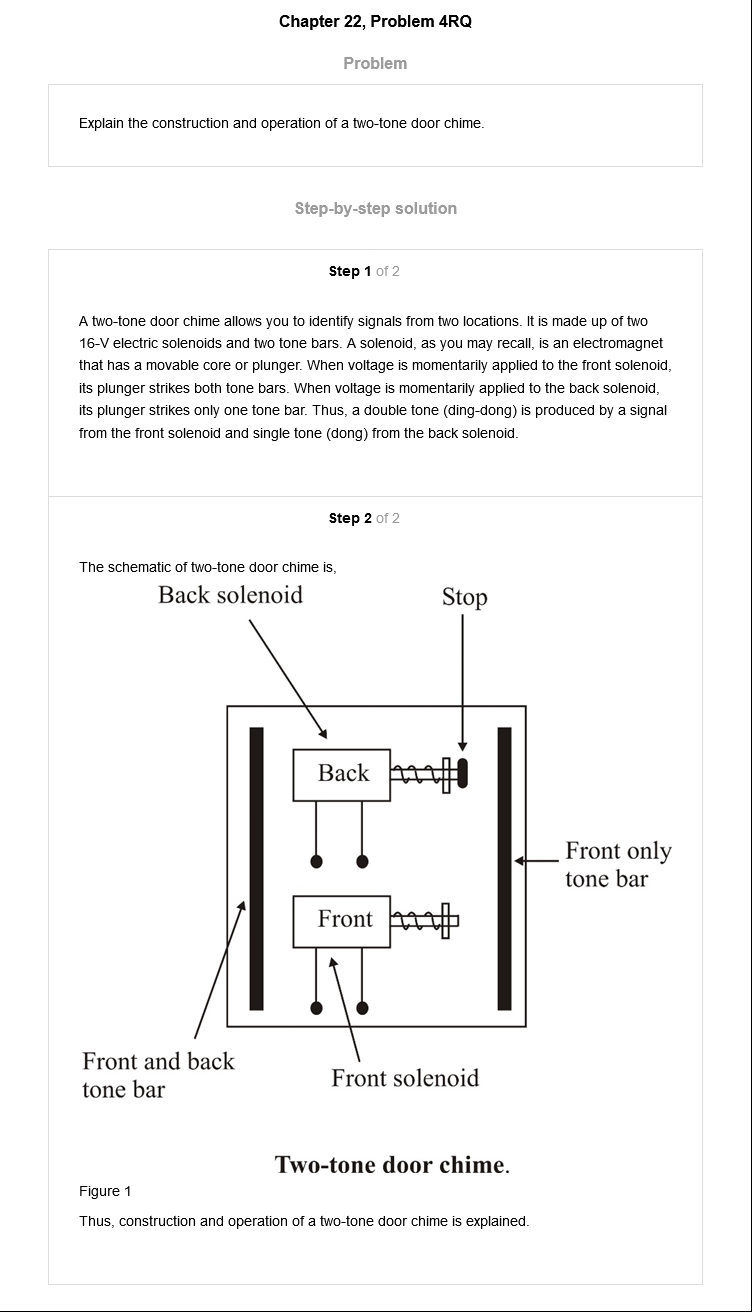 Chapter 22, Problem 4RQ
Problem
Explain the construction and operation of a two-tone door chime.
Step-by-step solution
Step 1 of 2
A two-tone door chime allows you to identify signals from two locations. It is made up of two
16-V electric solenoids and two tone bars. A solenoid, as you may recall, is an electromagnet
that has a movable core or plunger. When voltage is momentarily applied to the front solenoid,
its plunger strikes both tone bars. When voltage is momentarily applied to the back solenoid,
its plunger strikes only one tone bar. Thus, a double tone (ding-dong) is produced by a signal
from the front solenoid and single tone (dong) from the back solenoid.
Step 2 of 2
The schematic of two-tone door chime is,
Back solenoid
Stop
Back
Front only
tone bar
Front
Front and back
tone bar
Front solenoid
Two-tone door chime.
Figure 1
Thus, construction and operation of a two-tone door chime is explained.